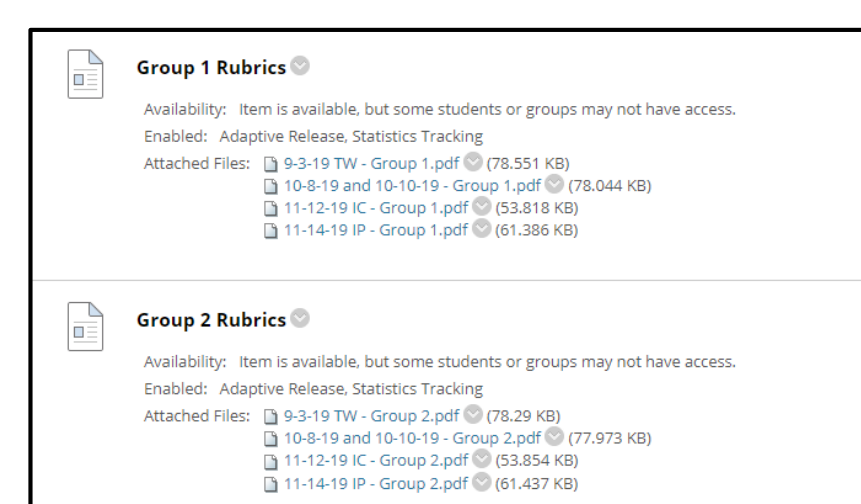 Group 1 Rubrics
Availability: Item is available, but some students or groups may not have access.
Enabled: Adaptive Release, Statistics Tracking
Attached Files: 9-3-19 TW - Group 1.pdf (78.551 KB)
10-8-19 and 10-10-19 - Group 1.pdf (78.044 KB)
11-12-19 IC - Group 1.pdf (53.818 KB)
11-14-19 IP - Group 1.pdf (61.386 KB)
Group 2 Rubrics
Availability: Item is available, but some students or groups may not have access.
Enabled: Adaptive Release, Statistics Tracking
Attached Files: 9-3-19 TW - Group 2.pdf (78.29 KB)
10-8-19 and 10-10-19 - Group 2.pdf (77.973 KB)
11-12-19 IC - Group 2.pdf (53.854 KB)
11-14-19 IP - Group 2.pdf (61.437 KB)